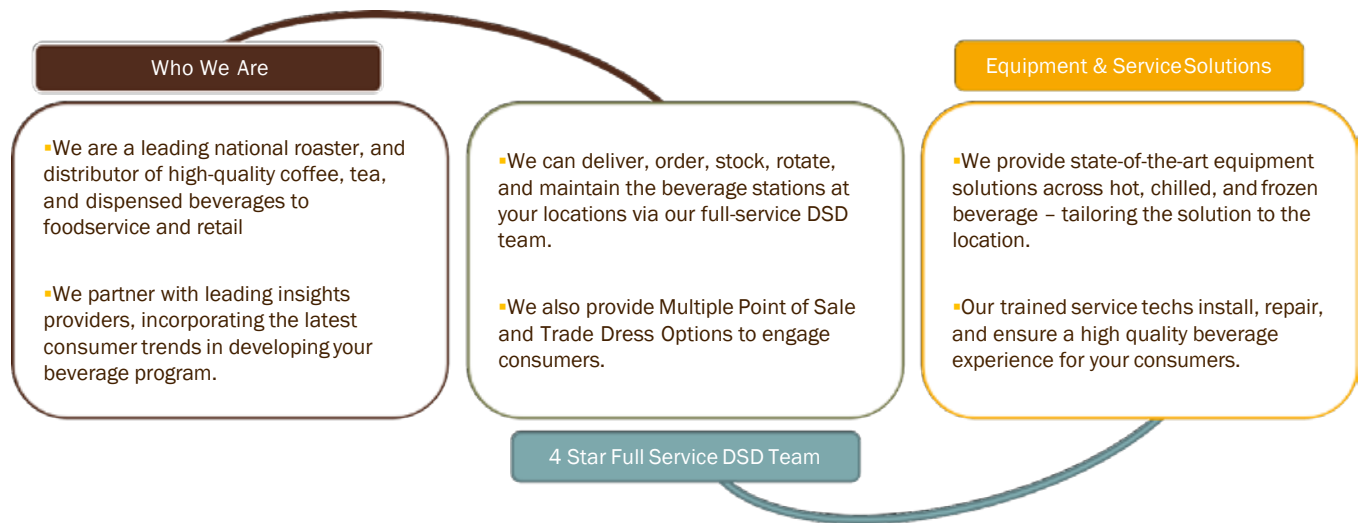 Who We Are
▪We are a leading national roaster, and
distributor of high-quality coffee, tea,
and dispensed beverages to
foodservice and retail
▪We partner with leading insights
providers, incorporating the latest
consumer trends in developing your
beverage program.
▪We can deliver, order, stock, rotate,
and maintain the beverage stations at
your locations via our full-service DSD
team.
▪We also provide Multiple Point of Sale
and Trade Dress Options to engage
consumers.
4 Star Full Service DSD Team
Equipment & Service Solutions
▪We provide state-of-the-art equipment
solutions across hot, chilled, and frozen
beverage – tailoring the solution to the
location.
▪Our trained service techs install, repair,
and ensure a high quality beverage
experience for your consumers.